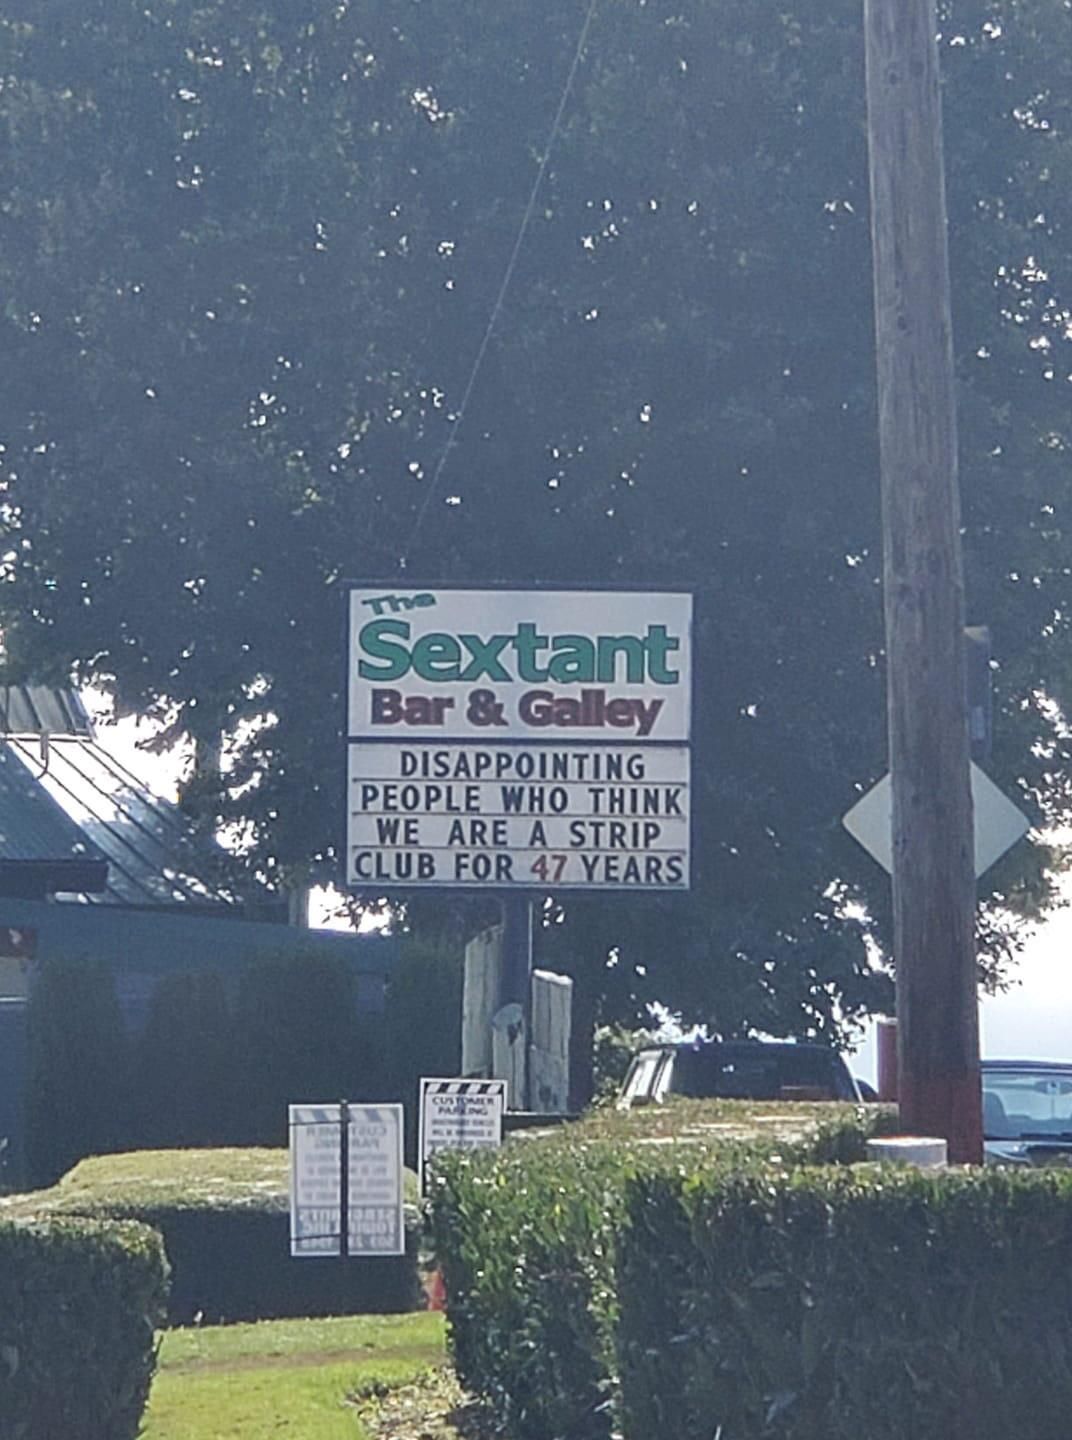 The
Sextant
Bar & Galley
DISAPPOINTING
PEOPLE WHO THINK
WE ARE A STRIP
CLUB FOR 47 YEARS
CUSTOMER
PARKING